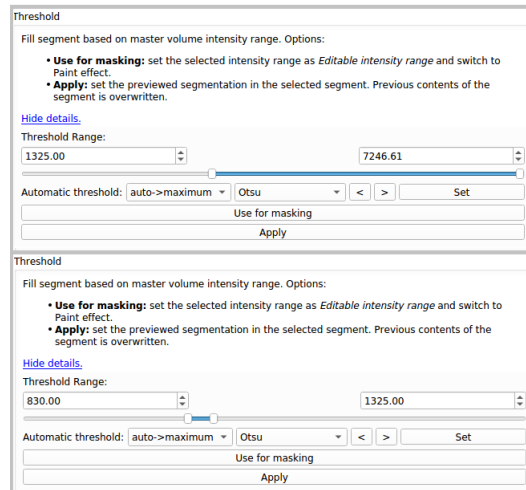 Threshold
Fill segment based on master volume intensity range. Options:
• Use for masking: set the selected intensity range as Editable intensity range and switch to
Paint effect.
• Apply: set the previewed segmentation in the selected segment. Previous contents of the
segment is overwritten.
Hide details.
Threshold Range:
1325.00 7246.61
Automatic threshold: auto->maximum Otsu < > Set
Use for masking
Apply
Threshold
Fill segment based on master volume intensity range. Options:
• Use for masking: set the selected intensity range as Editable intensity range and switch to
Paint effect.
• Apply: set the previewed segmentation in the selected segment. Previous contents of the
segment is overwritten.
Hide details.
Threshold Range:
830.00 1325.00
Automatic threshold: auto->maximum Otsu < > Set
Use for masking
Apply